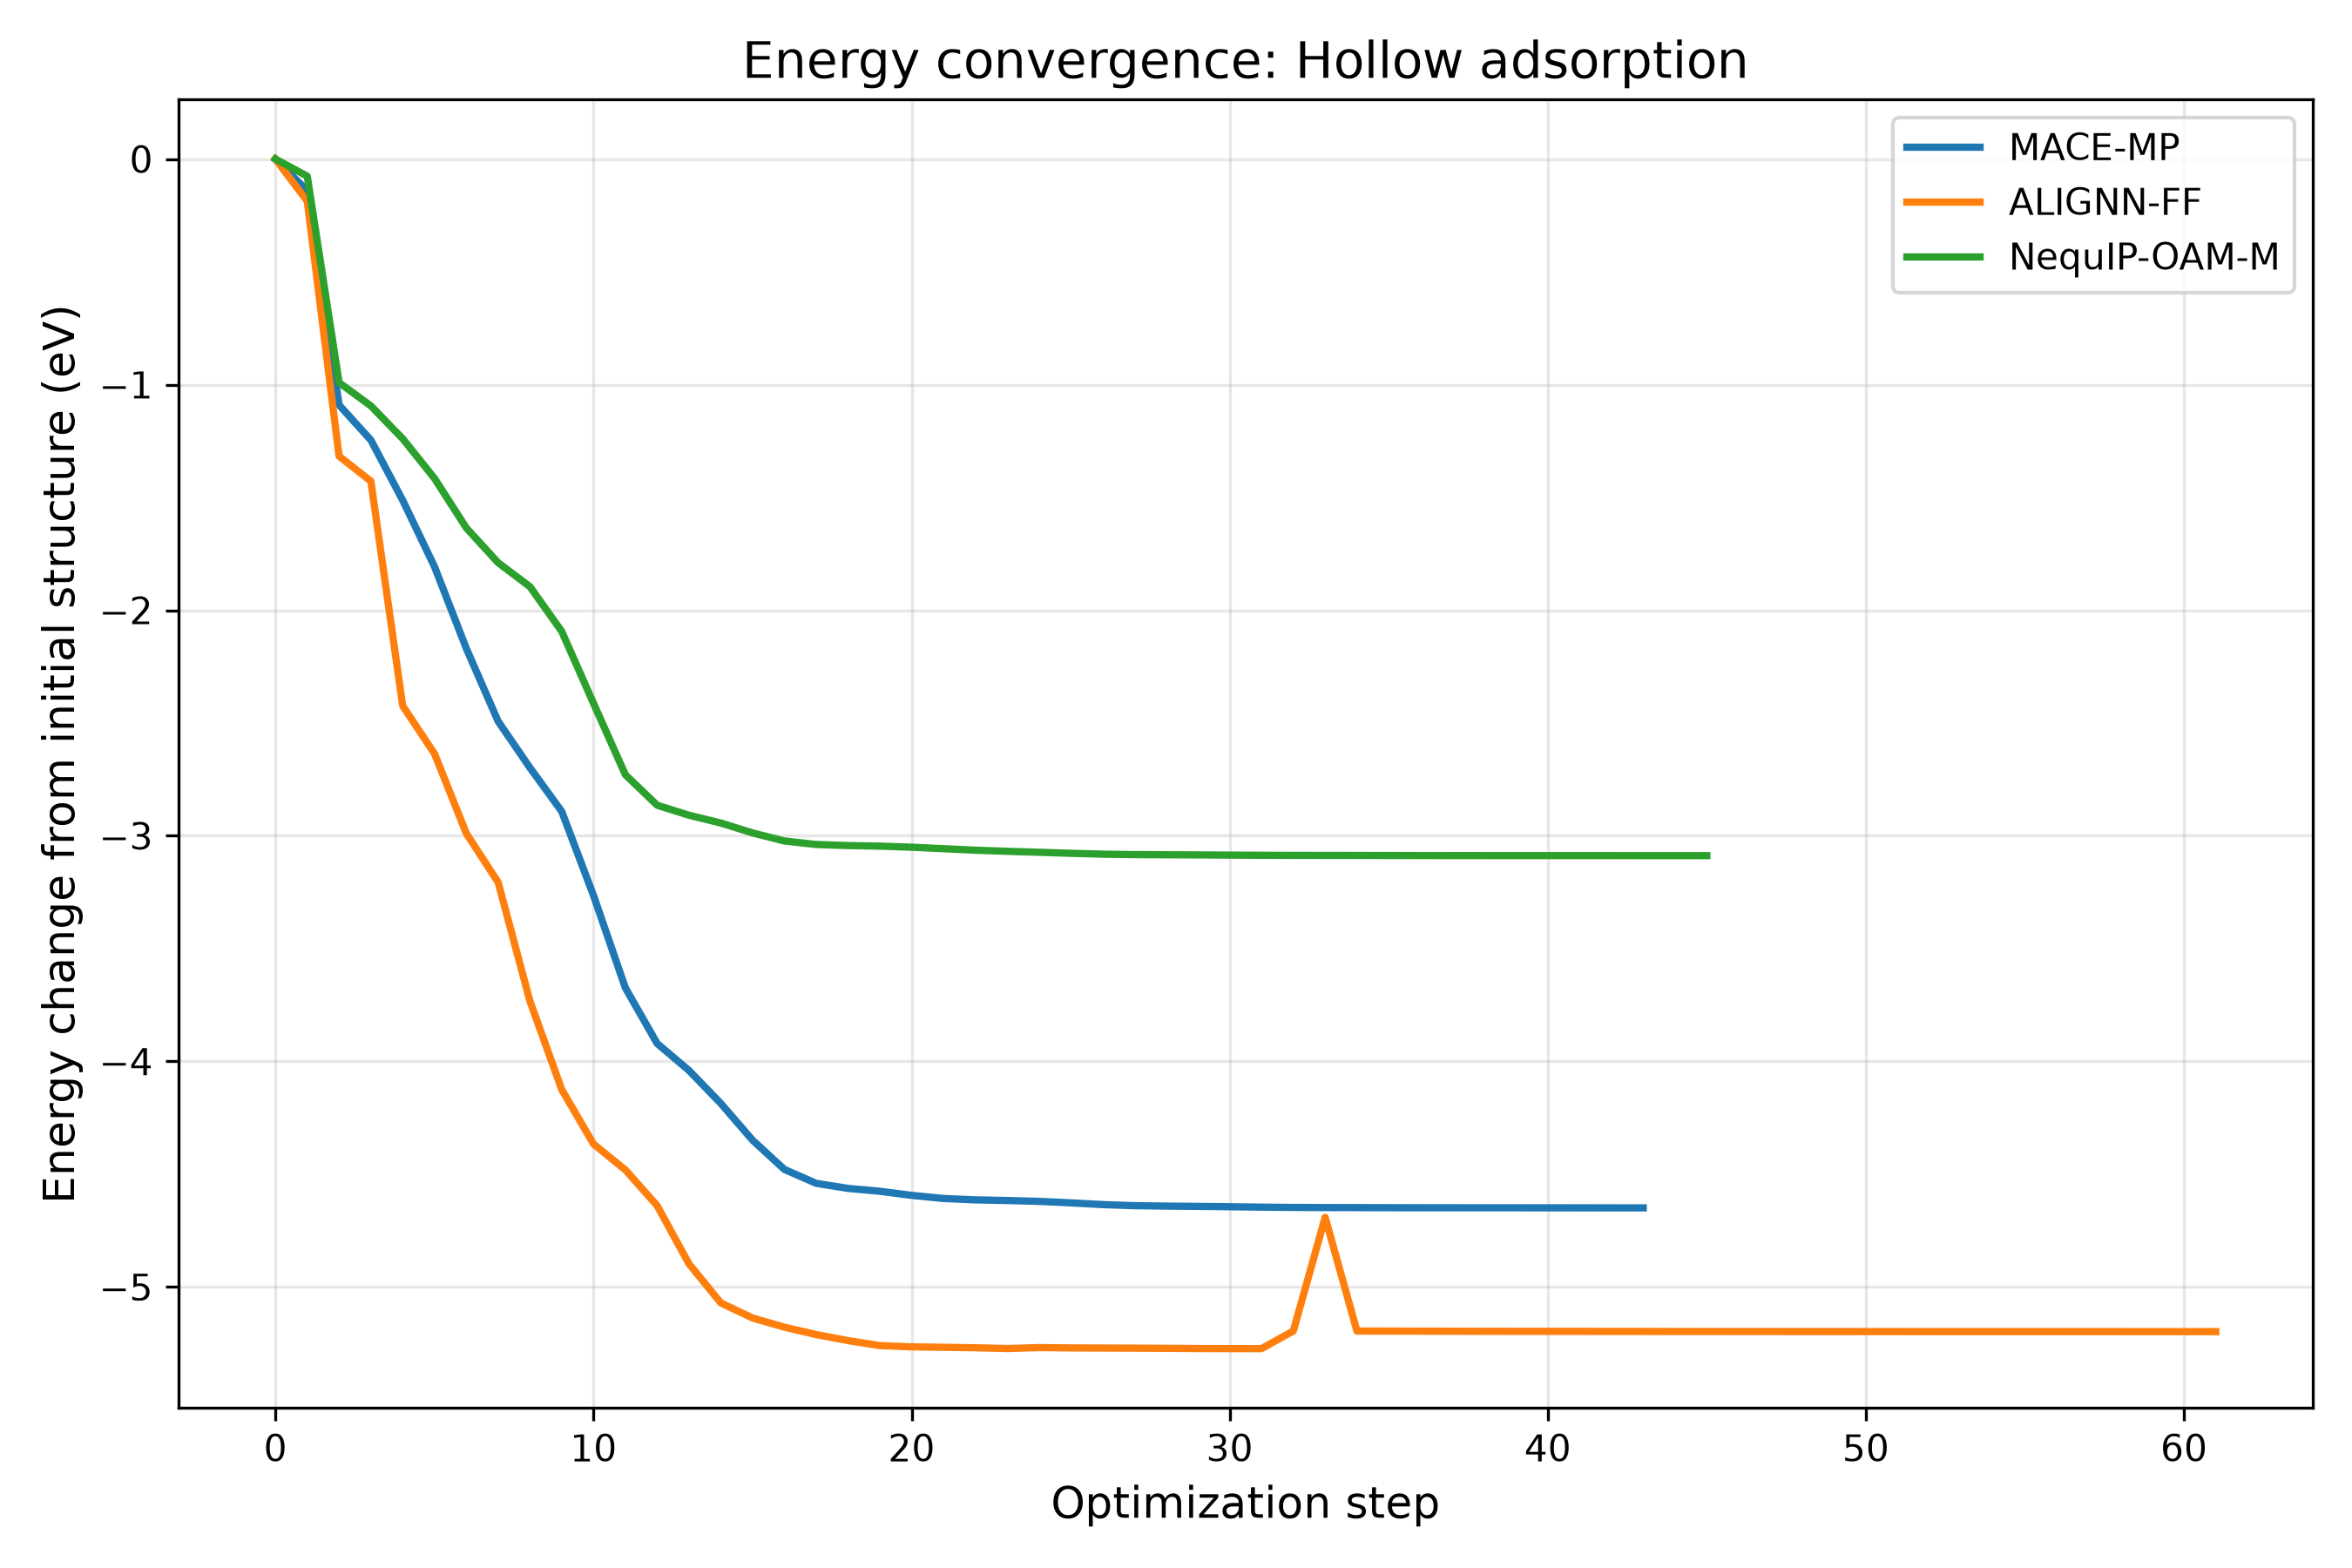 Energy convergence: Hollow adsorption
Energy change from initial structure (eV)
0
−1
−2
−3
−4
−5
MACE-MP
ALIGNN-FF
NequIP-OAM-M
0 10 20 30 40 50 60
Optimization step